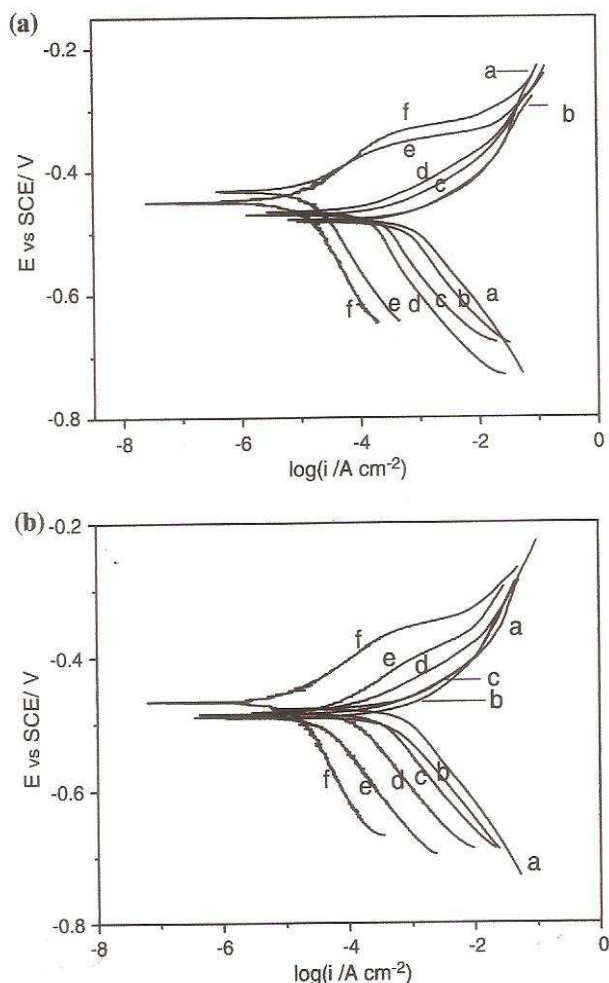 (a)
-0.2
-0.4
-0.6
-0.8
E vs SCE/ V
a
b
f
e
d
c
a
b
c
d
e
f
-8 -6 -4 -2 0
log(i /A cm-2)
(b)
-0.2
-0.4
-0.6
-0.8
E vs SCE/ V
f
e
d
a
c
b
f
e
d
c
b
a
-8 -6 -4 -2 0
log(i /A cm-2)